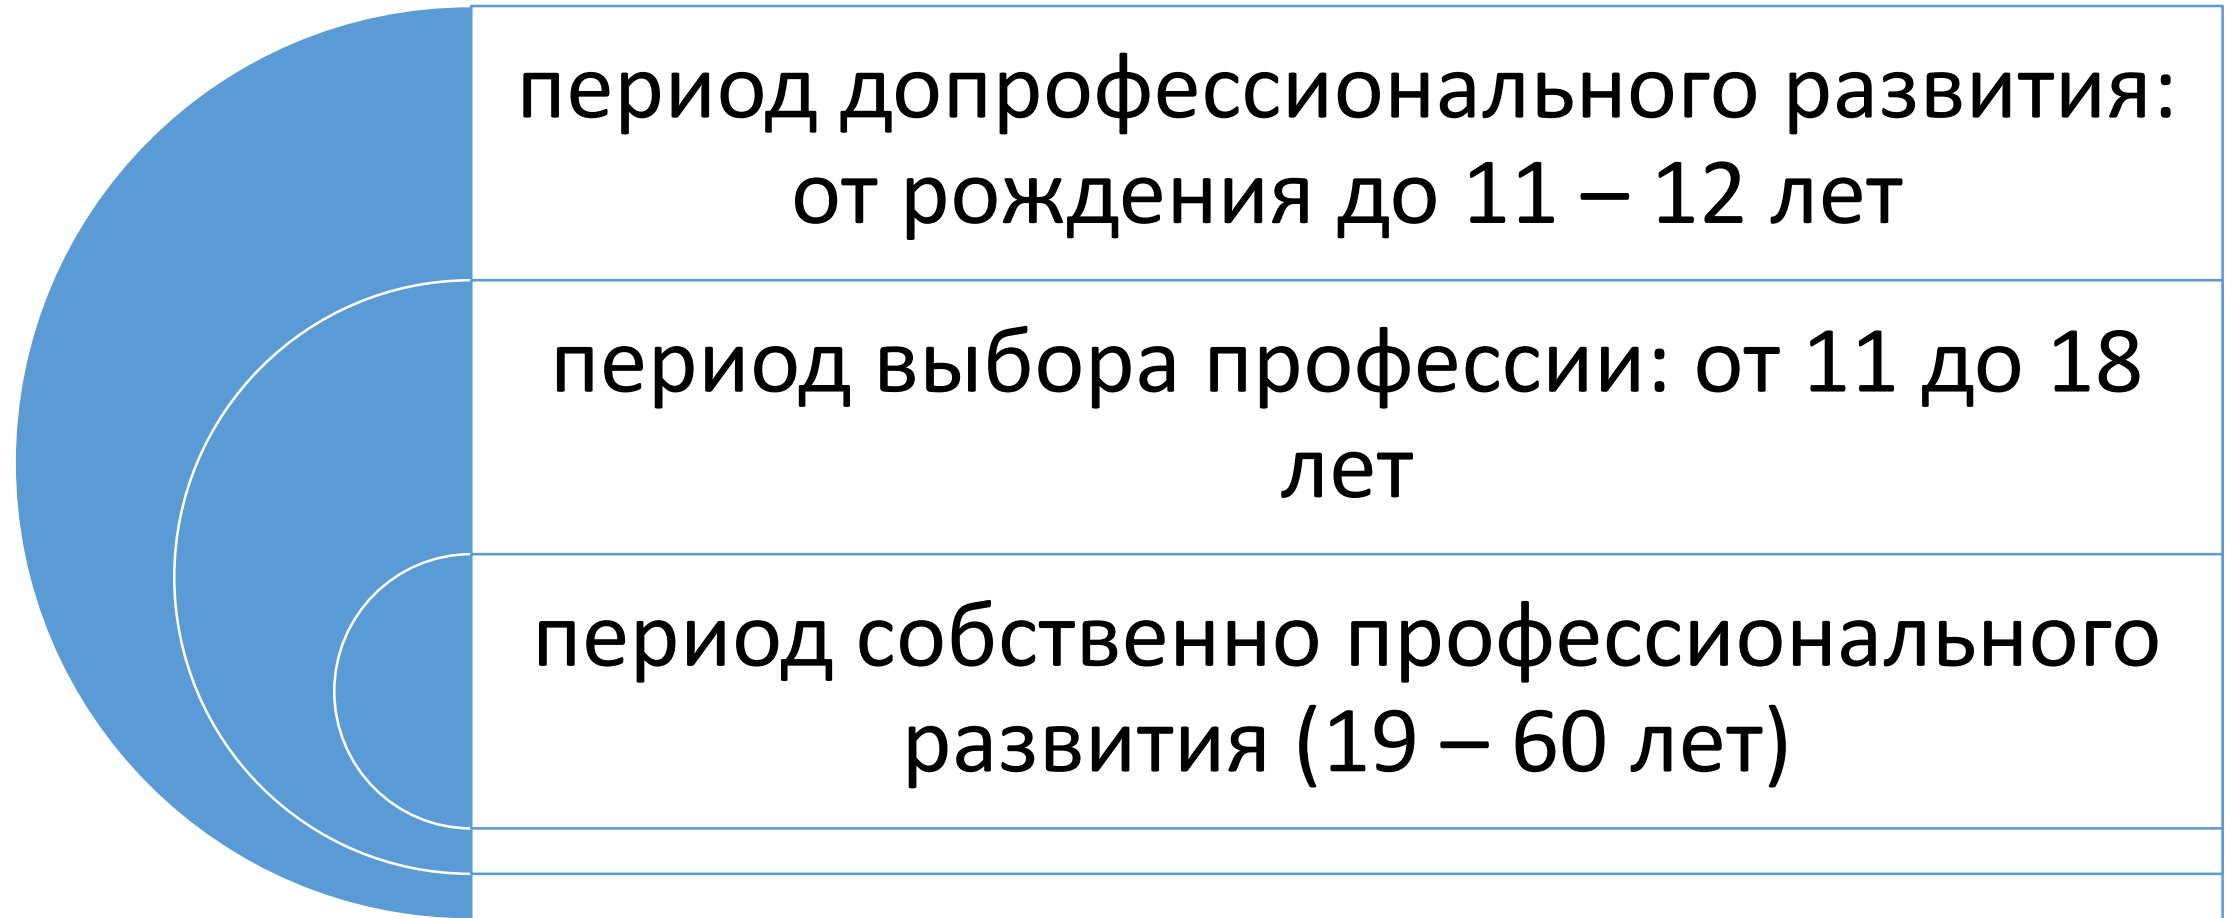 период допрофессионального развития:
от рождения до 11 – 12 лет
период выбора профессии: от 11 до 18
лет
период собственно профессионального
развития (19 – 60 лет)